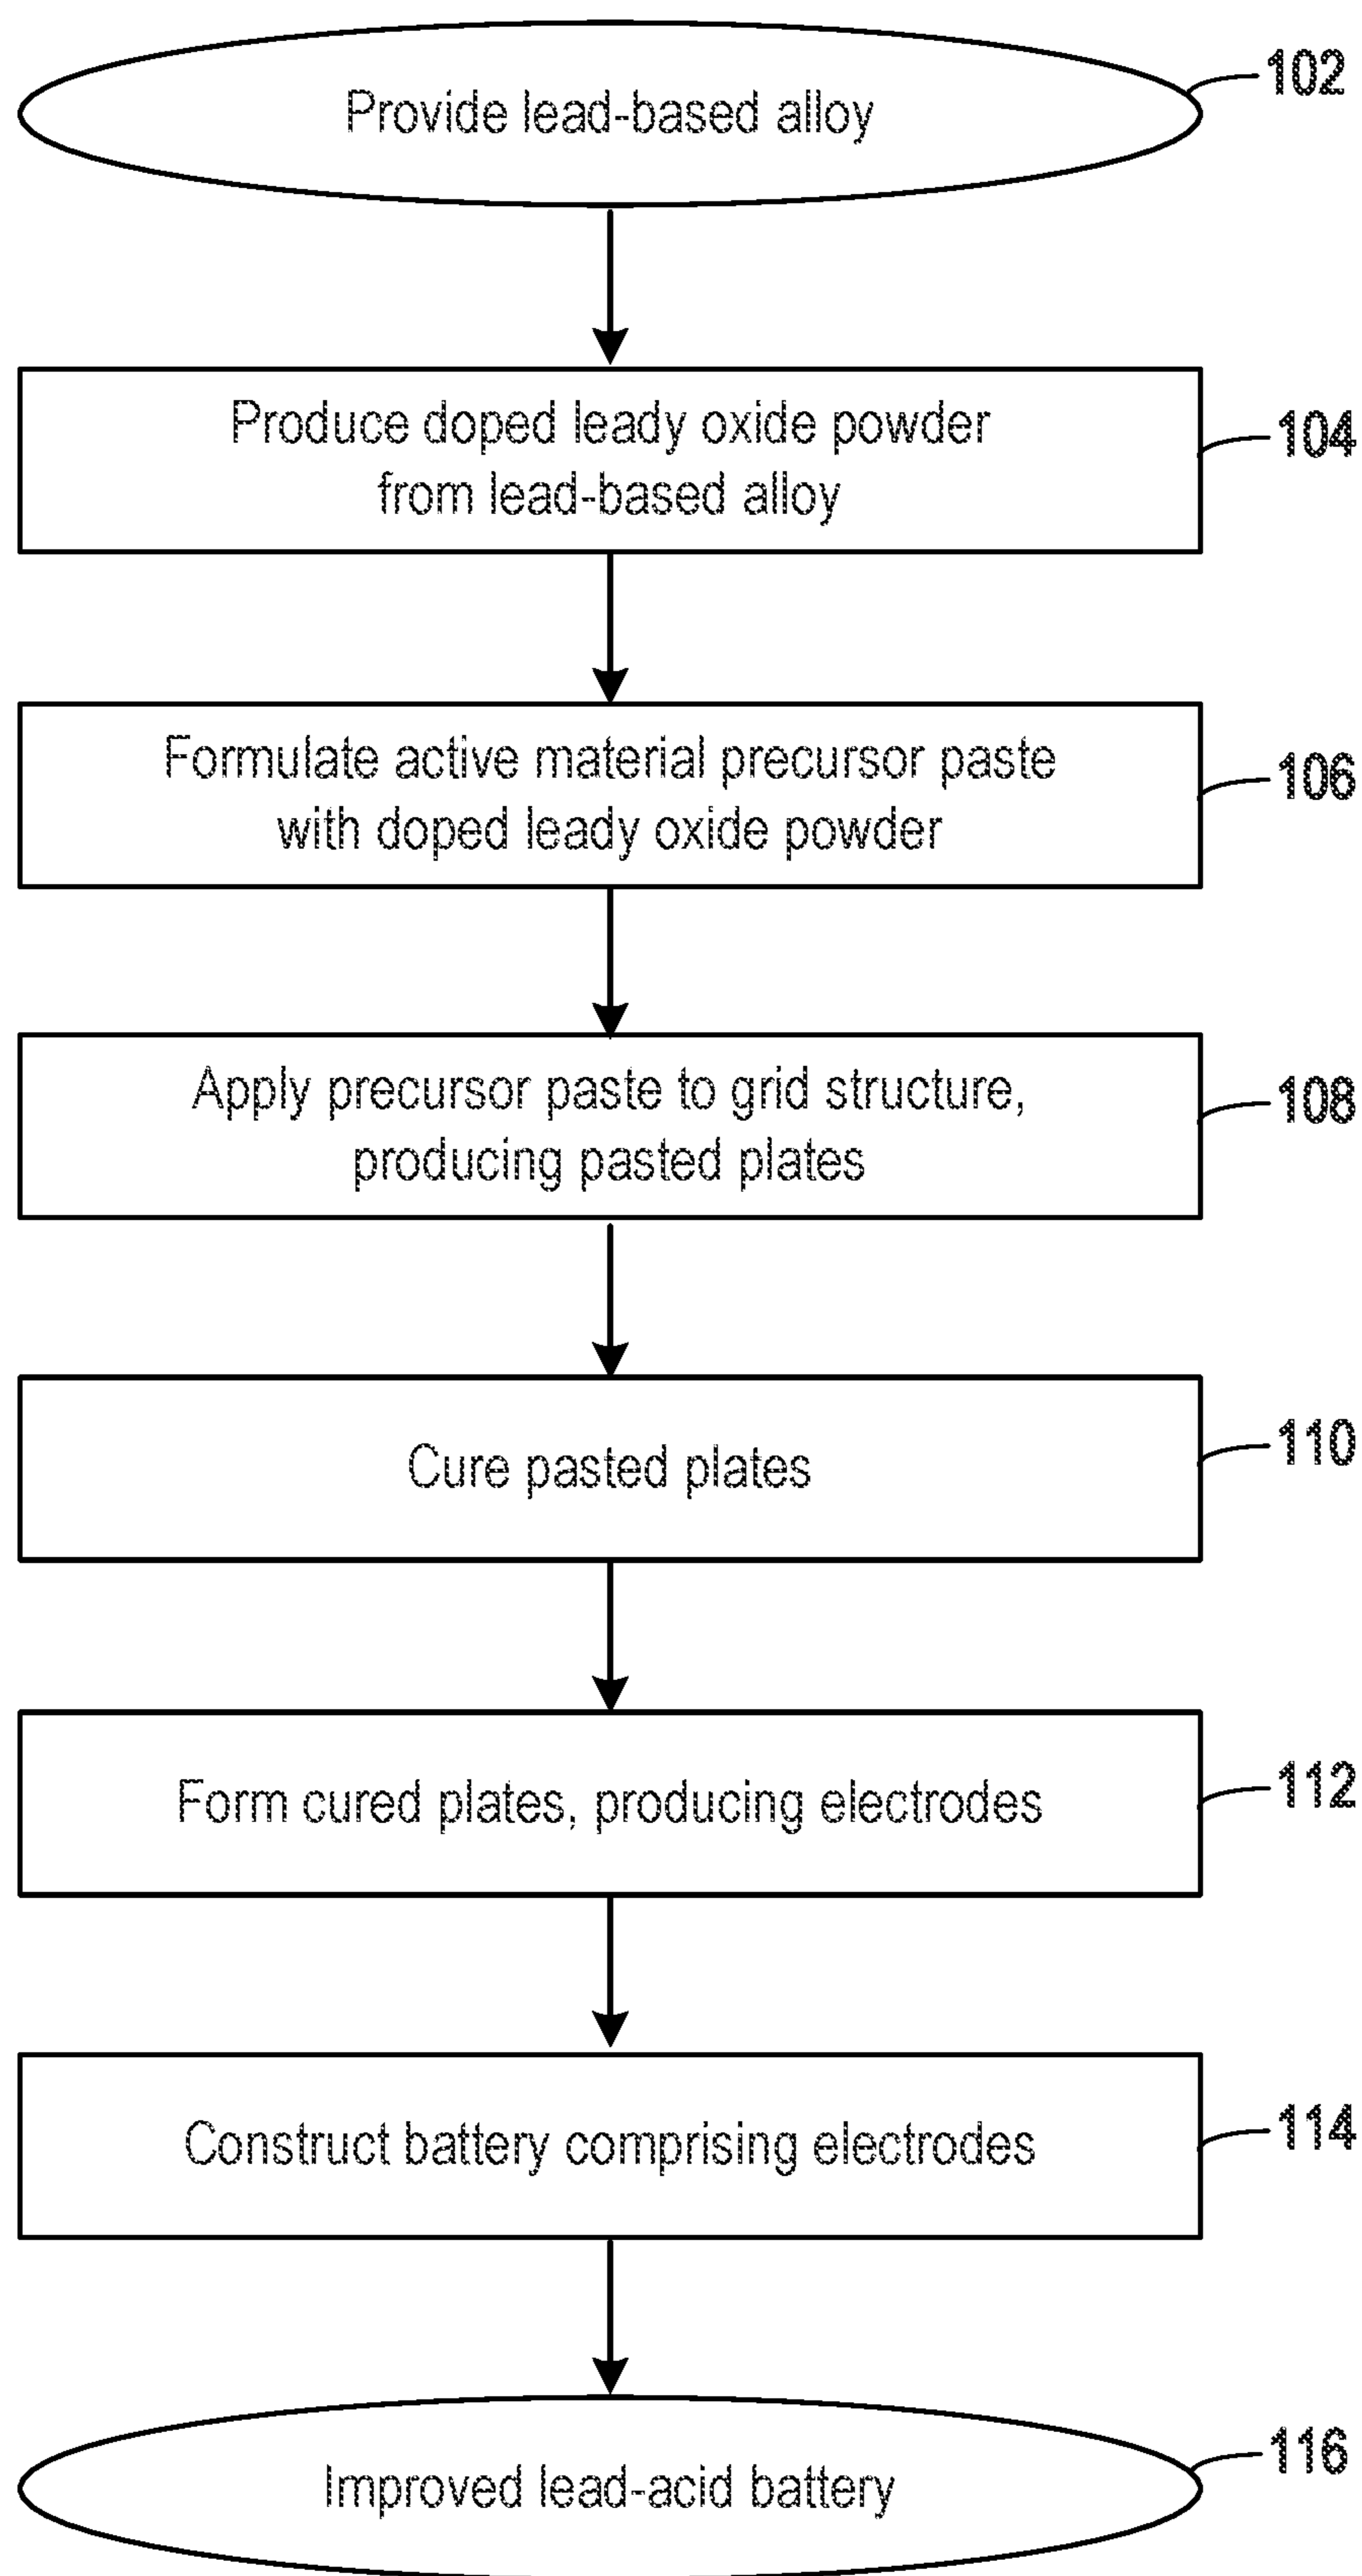 Provide lead-based alloy
102
Produce doped leady oxide powder
from lead-based alloy
104
Formulate active material precursor paste
with doped leady oxide powder
106
Apply precursor paste to grid structure,
producing pasted plates
108
Cure pasted plates
110
Form cured plates, producing electrodes
112
Construct battery comprising electrodes
114
Improved lead-acid battery
116